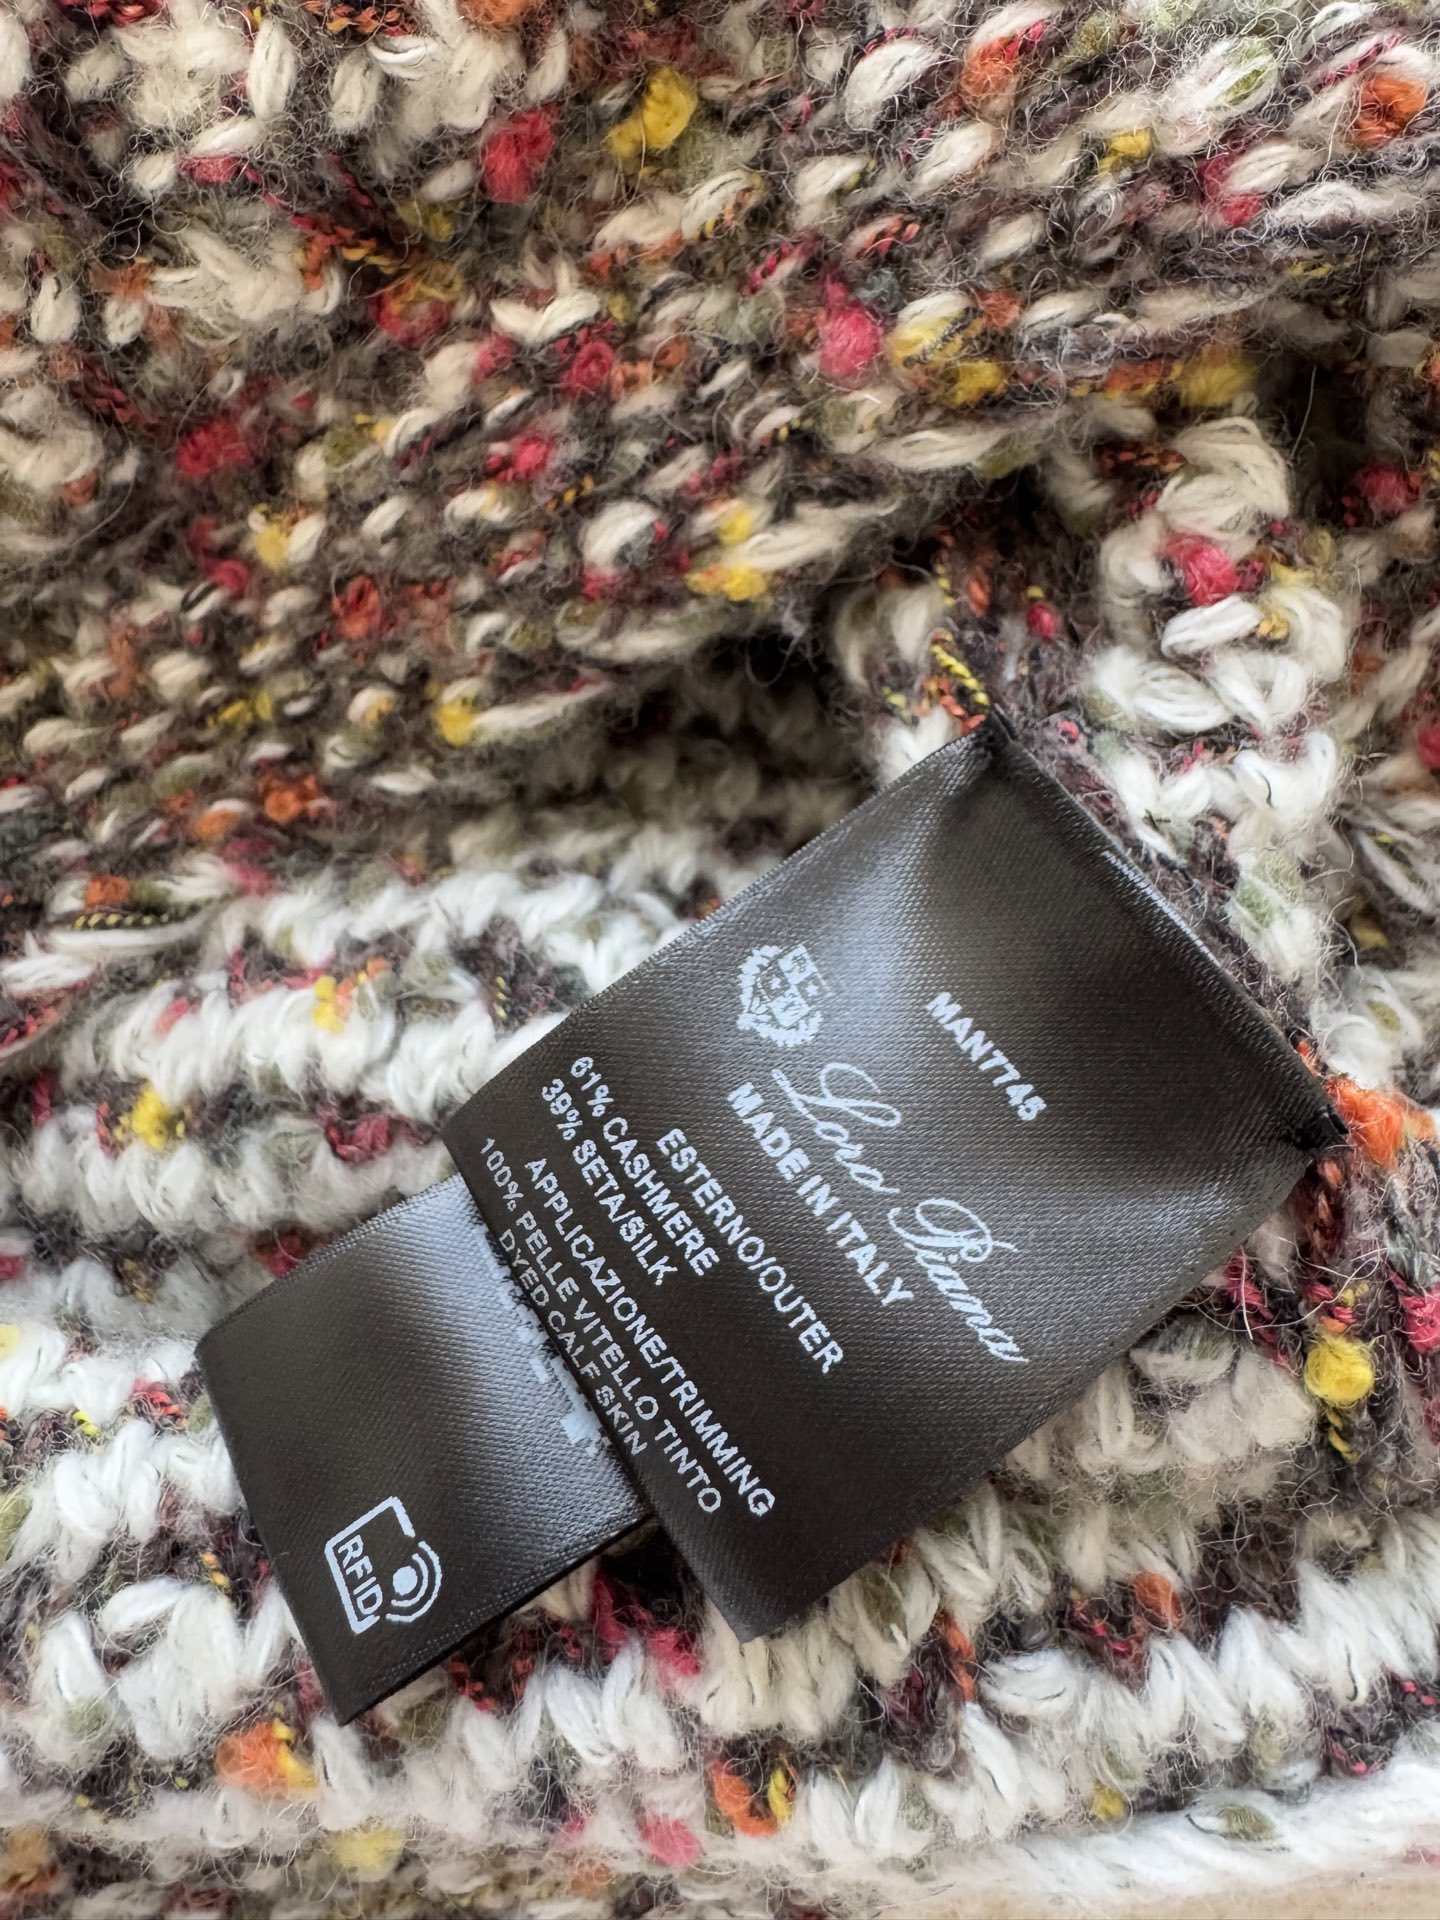 MAN7745
Loro Piana
MADE IN ITALY
ESTERNO/OUTER
61% CASHMERE
39% SETA/SILK
APPLICAZIONE/TRIMMING
100% PELLE VITELLO TINTO
DYED CALF SKIN
RFID